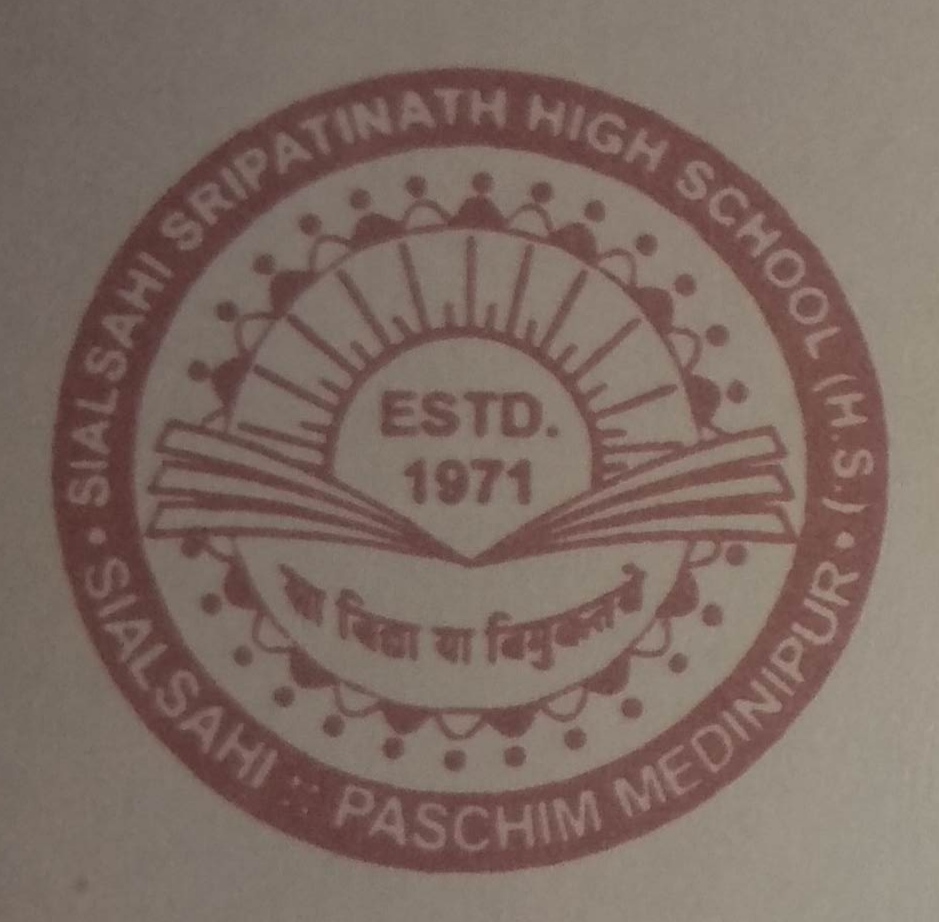 SIALSAHI SRIPATINATH HIGH SCHOOL (H.S.)
ESTD.
1971
सा विद्या या विमुक्तये
• SIALSAHI :: PASCHIM MEDINIPUR •